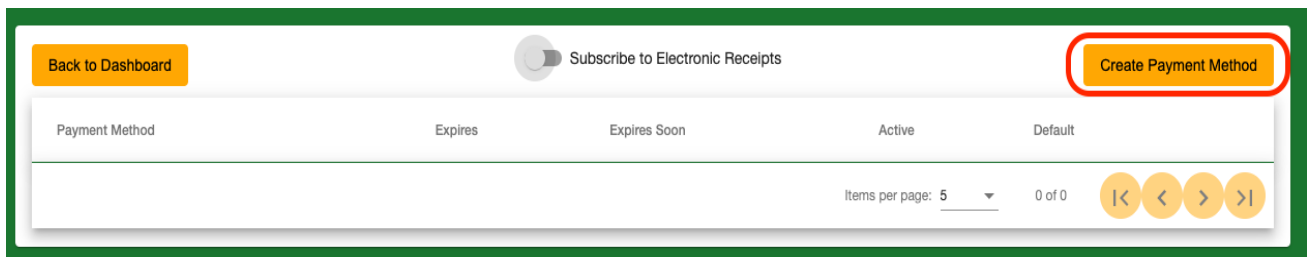 Back to Dashboard Subscribe to Electronic Receipts Create Payment Method
Payment Method Expires Expires Soon Active Default
Items per page: 5 0 of 0